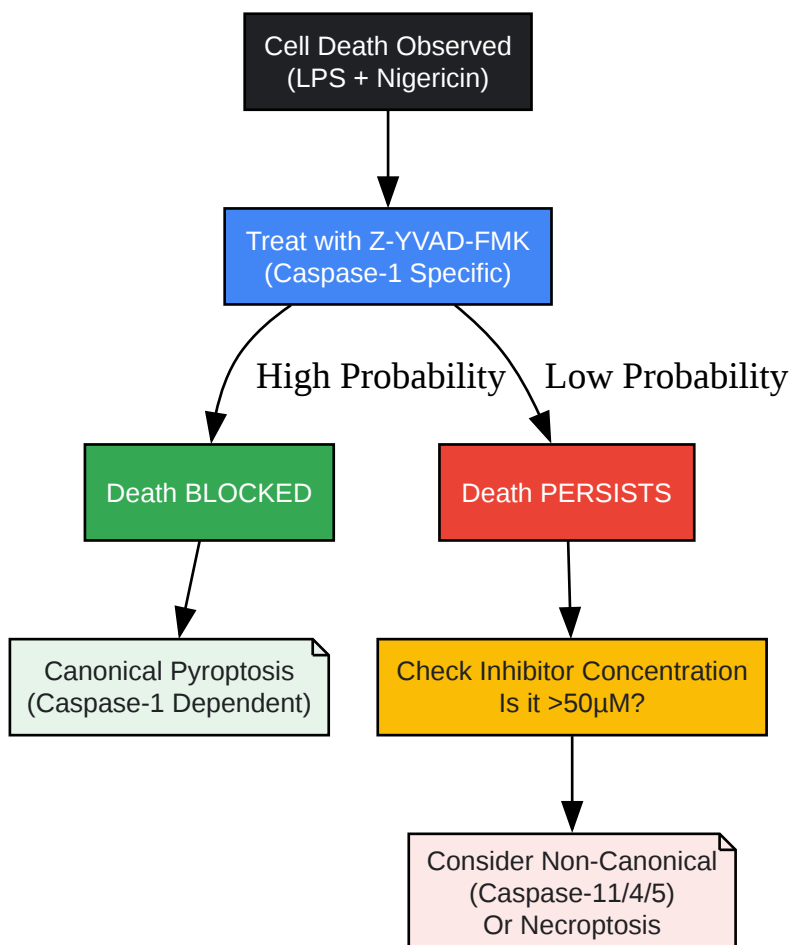 Cell Death Observed
(LPS + Nigericin)
Treat with Z-YVAD-FMK
(Caspase-1 Specific)
High Probability
Low Probability
Death BLOCKED
Death PERSISTS
Canonical Pyroptosis
(Caspase-1 Dependent)
Check Inhibitor Concentration
Is it >50µM?
Consider Non-Canonical
(Caspase-11/4/5)
Or Necroptosis